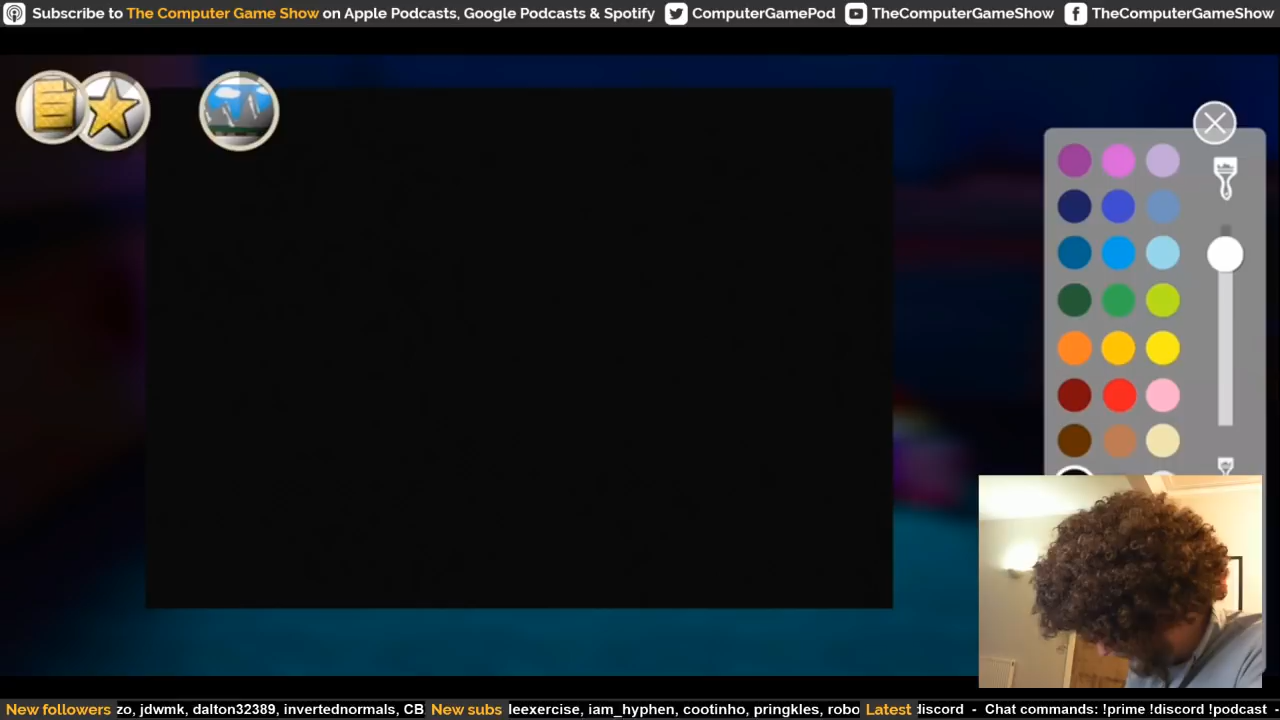 Subscribe to The Computer Game Show on Apple Podcasts, Google Podcasts & Spotify ComputerGamePod TheComputerGameShow TheComputerGameShow
New followers zo, jdwmk, dalton32389, invertednormals, CB New subs leexercise, iam_hyphen, cootinho, pringkles, robo Latest discord - Chat commands: !prime !discord !podcast -